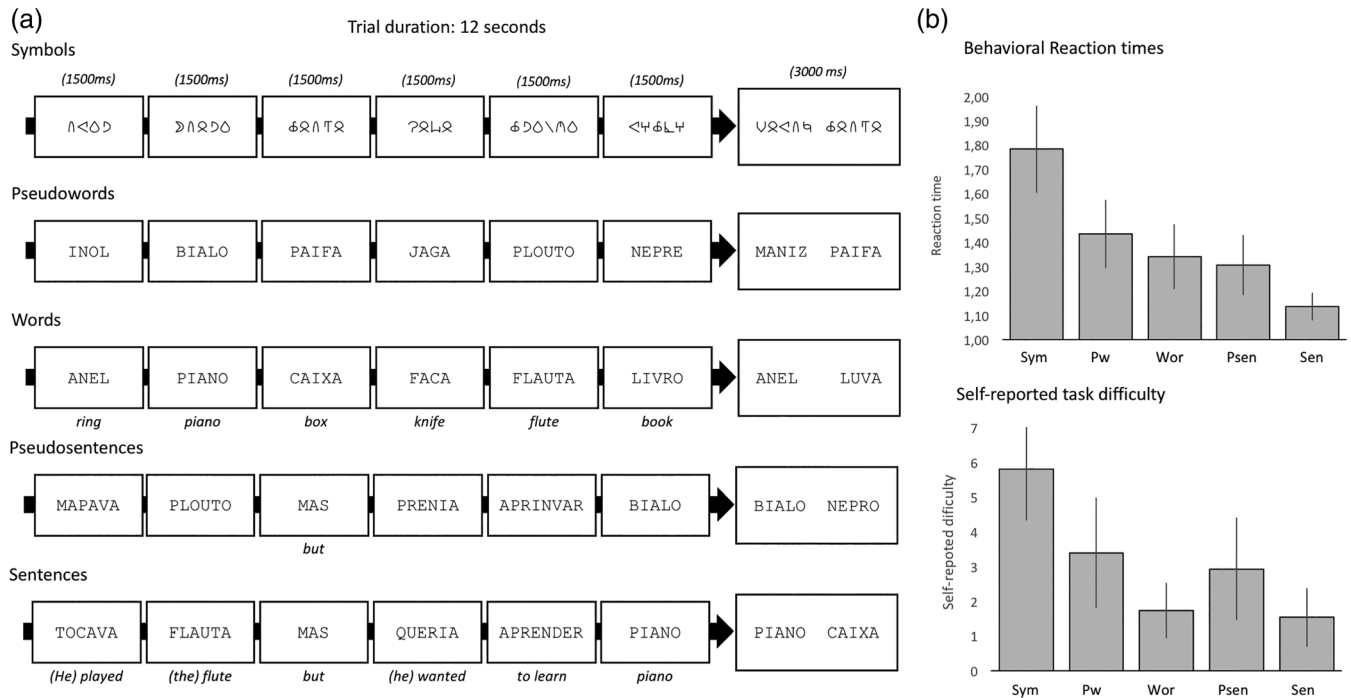 (a)
Trial duration: 12 seconds
Symbols
(1500ms) (1500ms) (1500ms) (1500ms) (1500ms) (1500ms) (3000 ms)
Pseudowords
INOL BIALO PAIFA JAGA PLOUTO NEPRE MANIZ PAIFA
Words
ANEL PIANO CAIXA FACA FLAUTA LIVRO ANEL LUVA
ring piano box knife flute book
Pseudosentences
MAPAVA PLOUTO MAS PRENIA APRINVAR BIALO BIALO NEPRO
but
Sentences
TOCAVA FLAUTA MAS QUERIA APRENDER PIANO PIANO CAIXA
(He) played (the) flute but (he) wanted to learn piano
(b)
Behavioral Reaction times
Reaction time
2,00
1,90
1,80
1,70
1,60
1,50
1,40
1,30
1,20
1,10
1,00
Sym Pw Wor Psen Sen
Self-reported task difficulty
Self-repoted dificulty
7
6
5
4
3
2
1
0
Sym Pw Wor Psen Sen